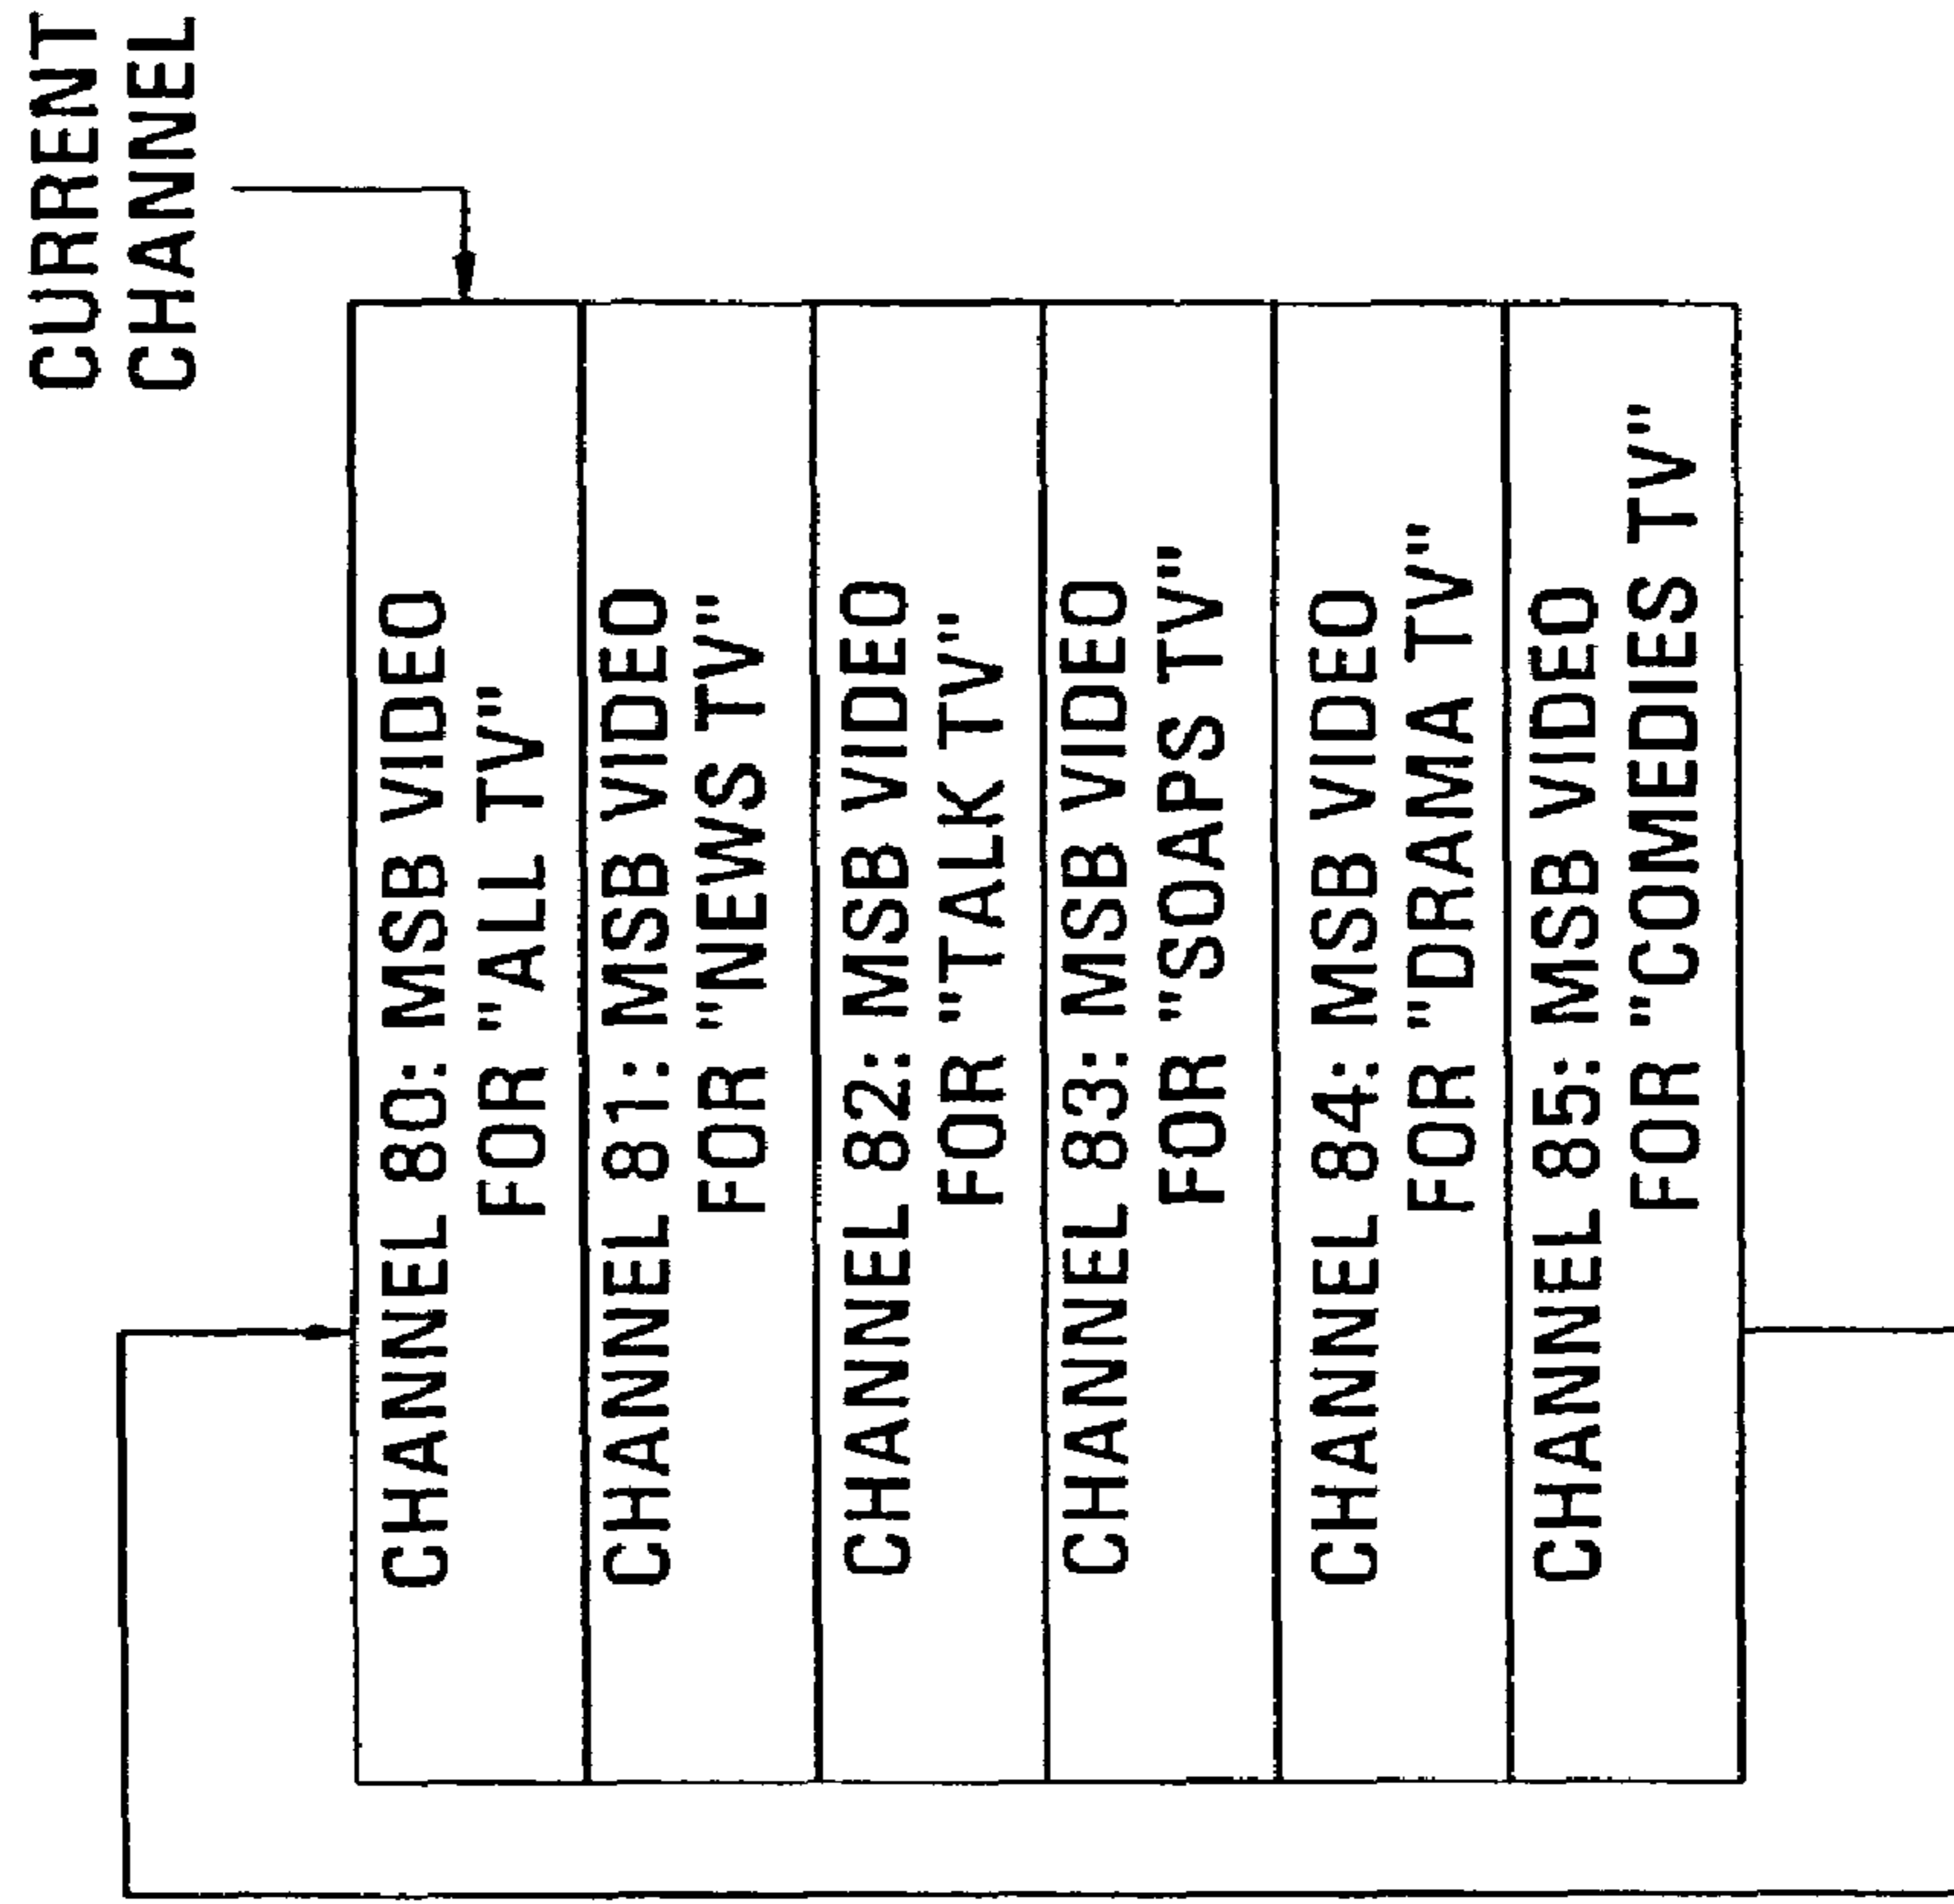 CURRENT
CHANNEL
CHANNEL 80: MSB VIDEO
FOR "ALL TV"
CHANNEL 81: MSB VIDEO
FOR "NEWS TV"
CHANNEL 82: MSB VIDEO
FOR "TALK TV"
CHANNEL 83: MSB VIDEO
FOR "SOAPS TV"
CHANNEL 84: MSB VIDEO
FOR "DRAMA TV"
CHANNEL 85: MSB VIDEO
FOR "COMEDIES TV"